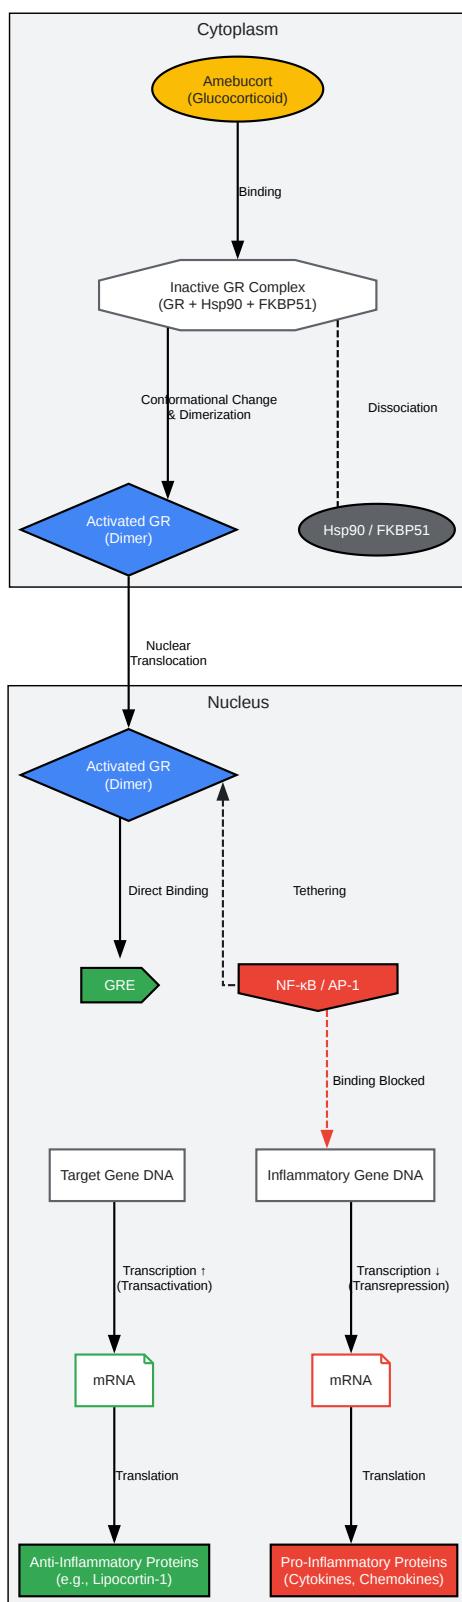 Cytoplasm
Amebucort
(Glucocorticoid)
Binding
Inactive GR Complex
(GR + Hsp90 + FKBP51)
Conformational Change
& Dimerization
Dissociation
Activated GR
(Dimer)
Hsp90 / FKBP51
Nuclear
Translocation
Nucleus
Activated GR
(Dimer)
Direct Binding
Tethering
GRE
NF-κB / AP-1
Binding Blocked
Target Gene DNA
Inflammatory Gene DNA
Transcription ↑
(Transactivation)
Transcription ↓
(Transrepression)
mRNA
mRNA
Translation
Translation
Anti-Inflammatory Proteins
(e.g., Lipocortin-1)
Pro-Inflammatory Proteins
(Cytokines, Chemokines)